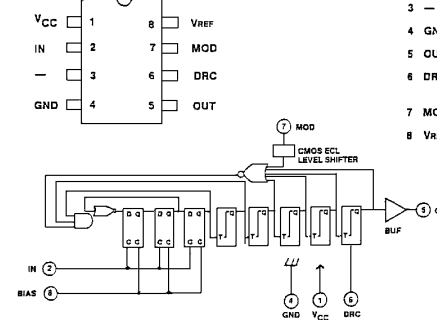 VCC 1 8 VREF
IN 2 7 MOD
— 3 6 DRC
GND 4 5 OUT
3 —
4 GN
5 OU
6 DR
7 MO
8 VR
7 MOD
CMOS ECL
LEVEL SHIFTER
D Q D Q D Q Q Q Q Q Q
C Q C Q C Q T T T T T
5 O
BUF
IN 2
BIAS 8
4 1 6
GND VCC DRC